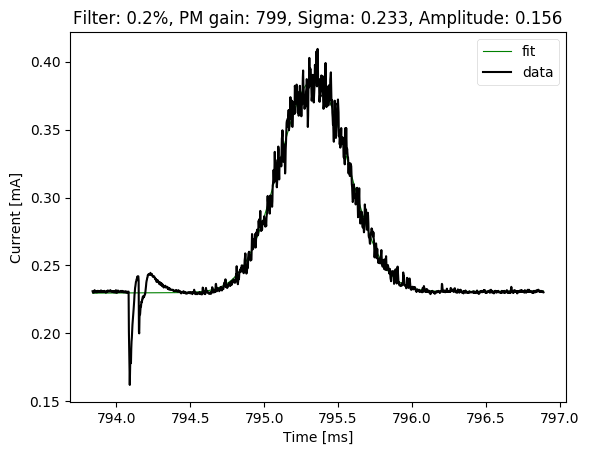 Filter: 0.2%, PM gain: 799, Sigma: 0.233, Amplitude: 0.156
fit
data
0.40
0.35
0.30
0.25
0.20
0.15
Current [mA]
794.0 794.5 795.0 795.5 796.0 796.5 797.0
Time [ms]